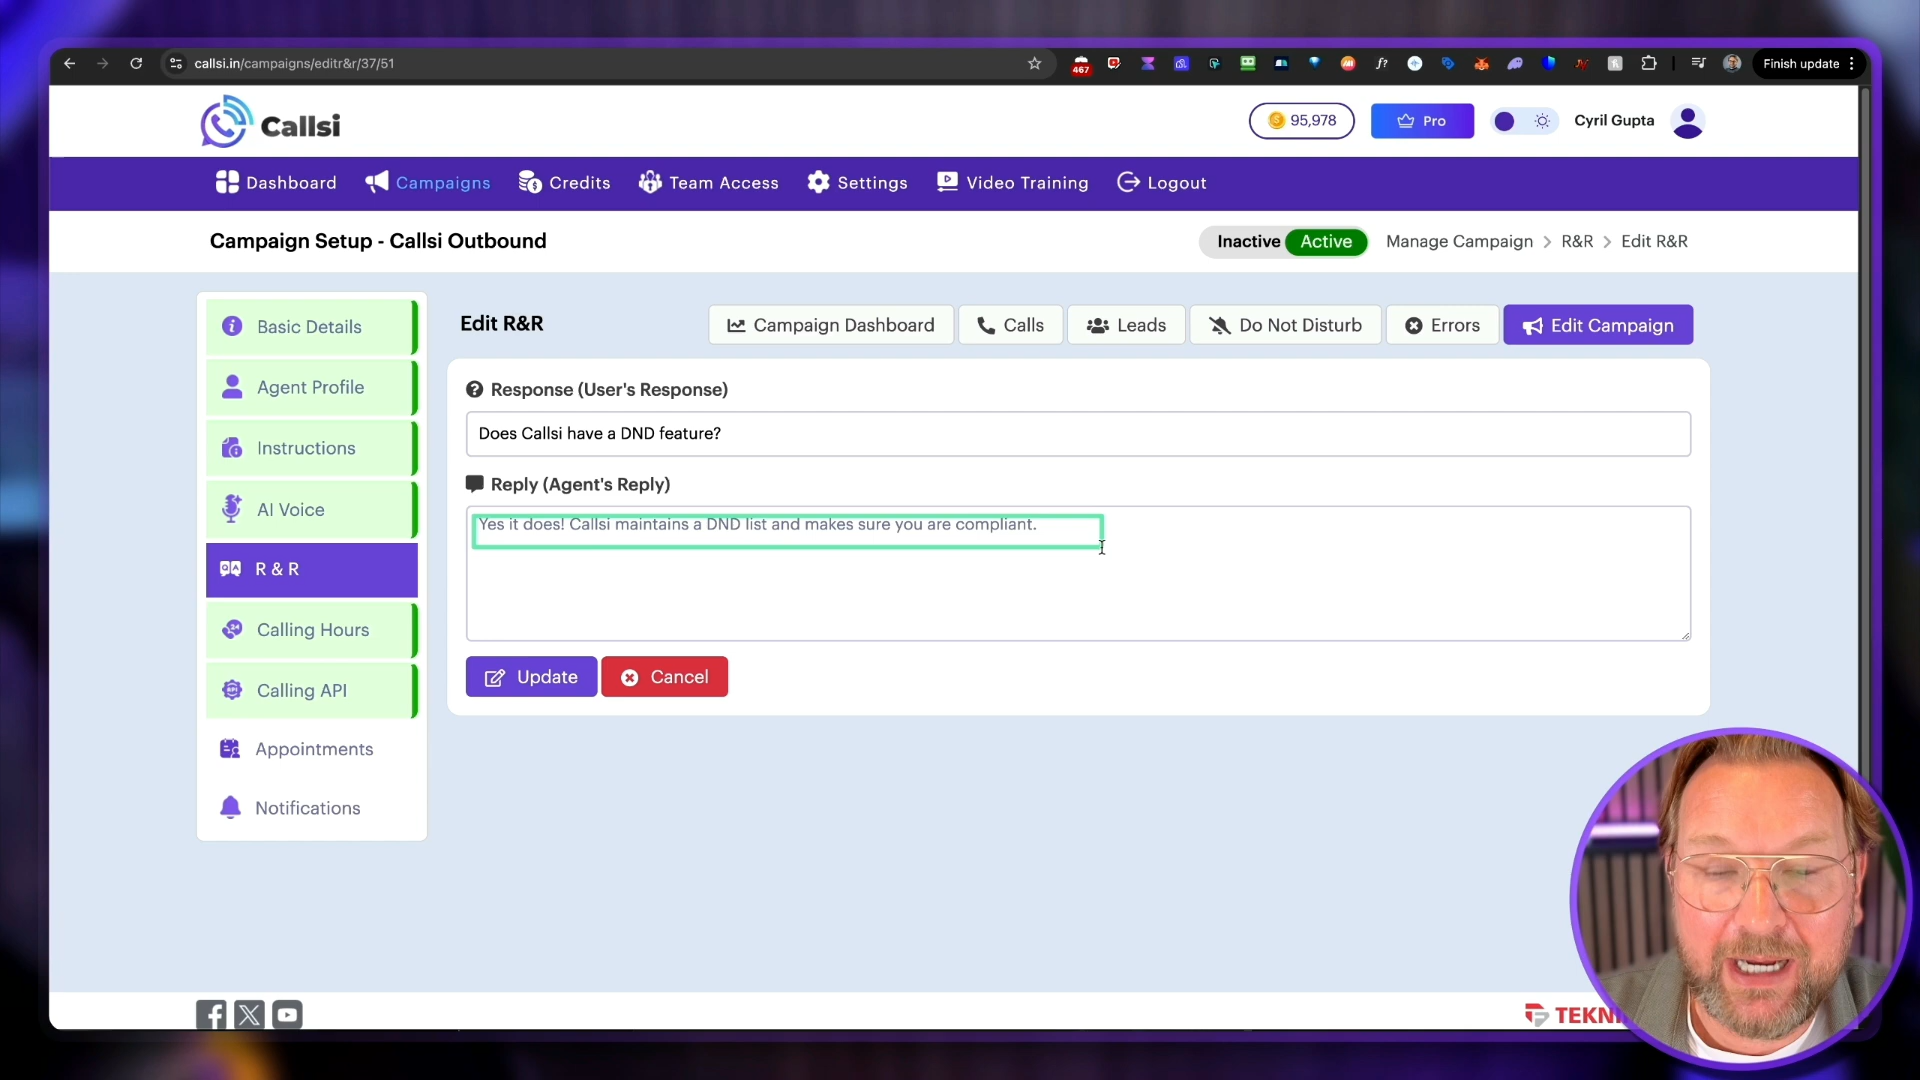 callsi.in/campaigns/editr&r/37/51
467
Finish update
Callsi
95,978
Pro
Cyril Gupta
Dashboard
Campaigns
Credits
Team Access
Settings
Video Training
Logout
Campaign Setup - Callsi Outbound
Inactive Active
Manage Campaign > R&R > Edit R&R
Basic Details
Agent Profile
Instructions
AI Voice
R & R
Calling Hours
Calling API
Appointments
Notifications
Edit R&R
Campaign Dashboard
Calls
Leads
Do Not Disturb
Errors
Edit Campaign
Response (User's Response)
Does Callsi have a DND feature?
Reply (Agent's Reply)
Yes it does! Callsi maintains a DND list and makes sure you are compliant.
Update
Cancel